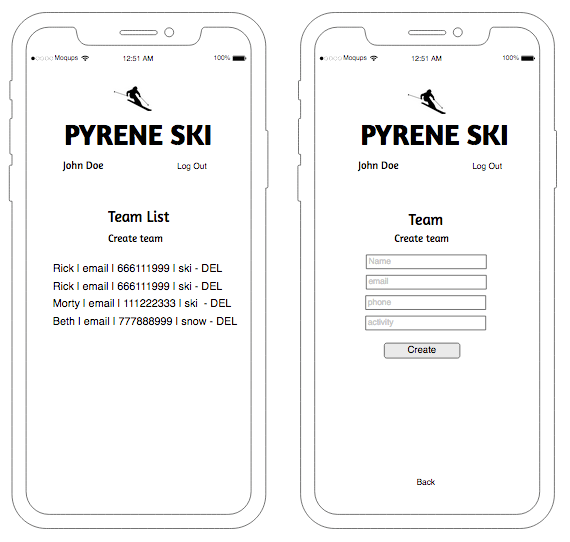 Moqups 12:51 AM 100%
PYRENE SKI
John Doe Log Out
Team List
Create team
Rick | email | 666111999 | ski - DEL
Rick | email | 666111999 | ski - DEL
Morty | email | 111222333 | ski - DEL
Beth | email | 777888999 | snow - DEL
Moqups 12:51 AM 100%
PYRENE SKI
John Doe Log Out
Team
Create team
Name
email
phone
activity
Create
Back